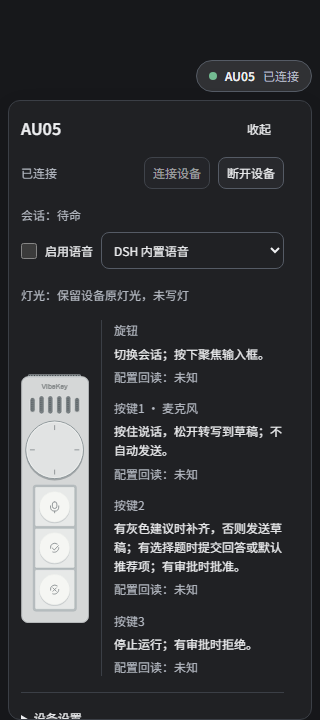 AU05 已连接
AU05 收起
已连接 连接设备 断开设备
会话：待命
启用语音 DSH 内置语音
灯光：保留设备原灯光，未写灯
旋钮
切换会话；按下聚焦输入框。
配置回读：未知
VibeKey
按键1 · 麦克风
按住说话，松开转写到草稿；不
自动发送。
配置回读：未知
按键2
有灰色建议时补齐，否则发送草
稿；有选择题时提交回答或默认
推荐项；有审批时批准。
配置回读：未知
按键3
停止运行；有审批时拒绝。
配置回读：未知
设备设置